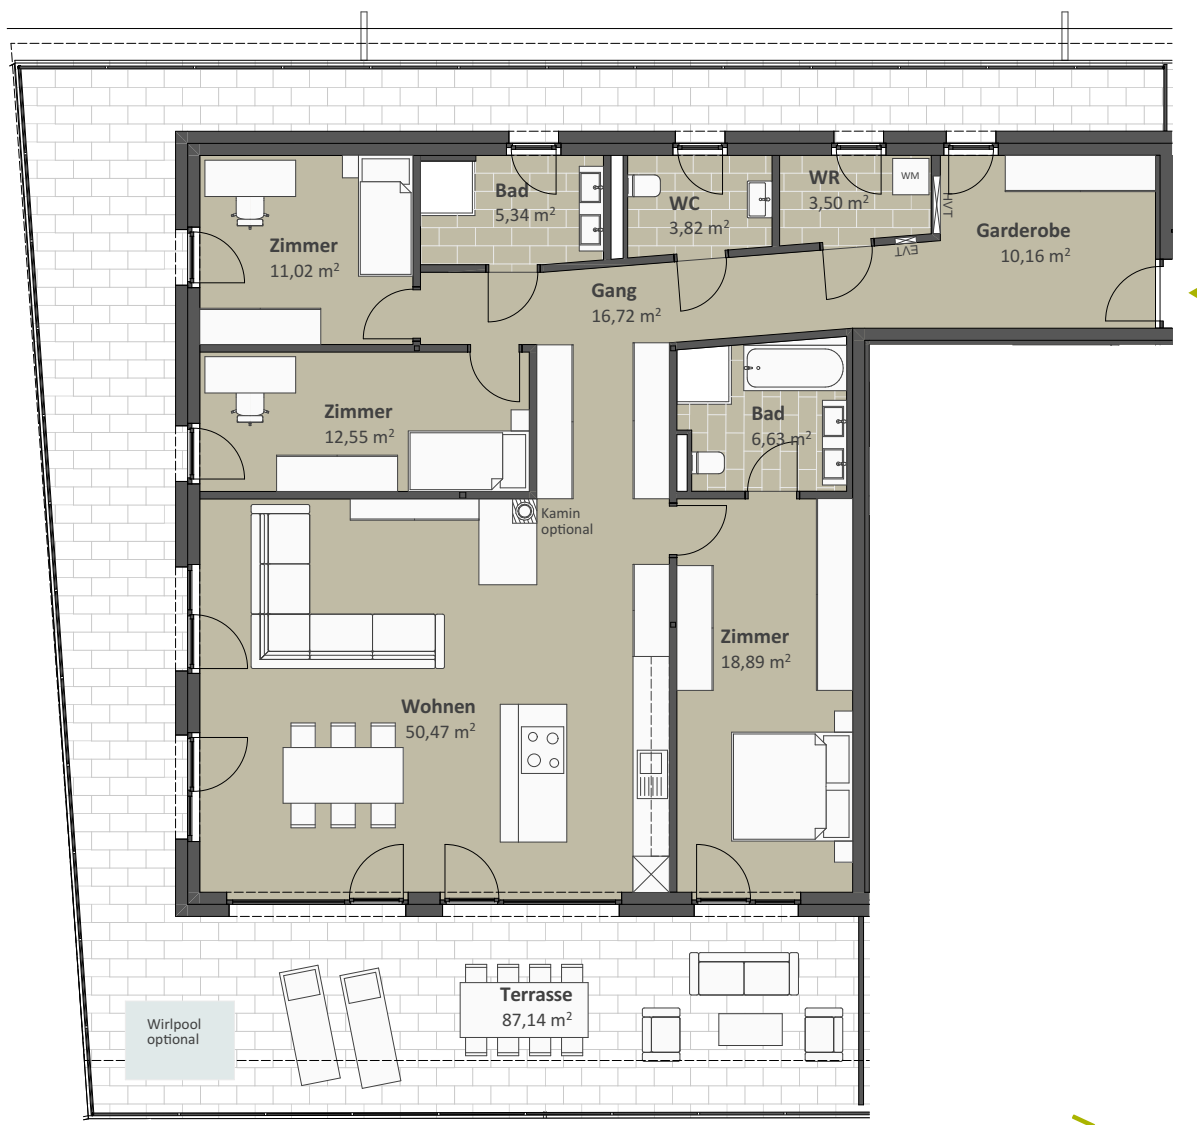 Bad
5,34 m²
WC
3,82 m²
WR
3,50 m²
WM
HVT
EVT
Garderobe
10,16 m²
Zimmer
11,02 m²
Gang
16,72 m²
Zimmer
12,55 m²
Bad
6,63 m²
Kamin
optional
Zimmer
18,89 m²
Wohnen
50,47 m²
Terrasse
87,14 m²
Wirlpool
optional